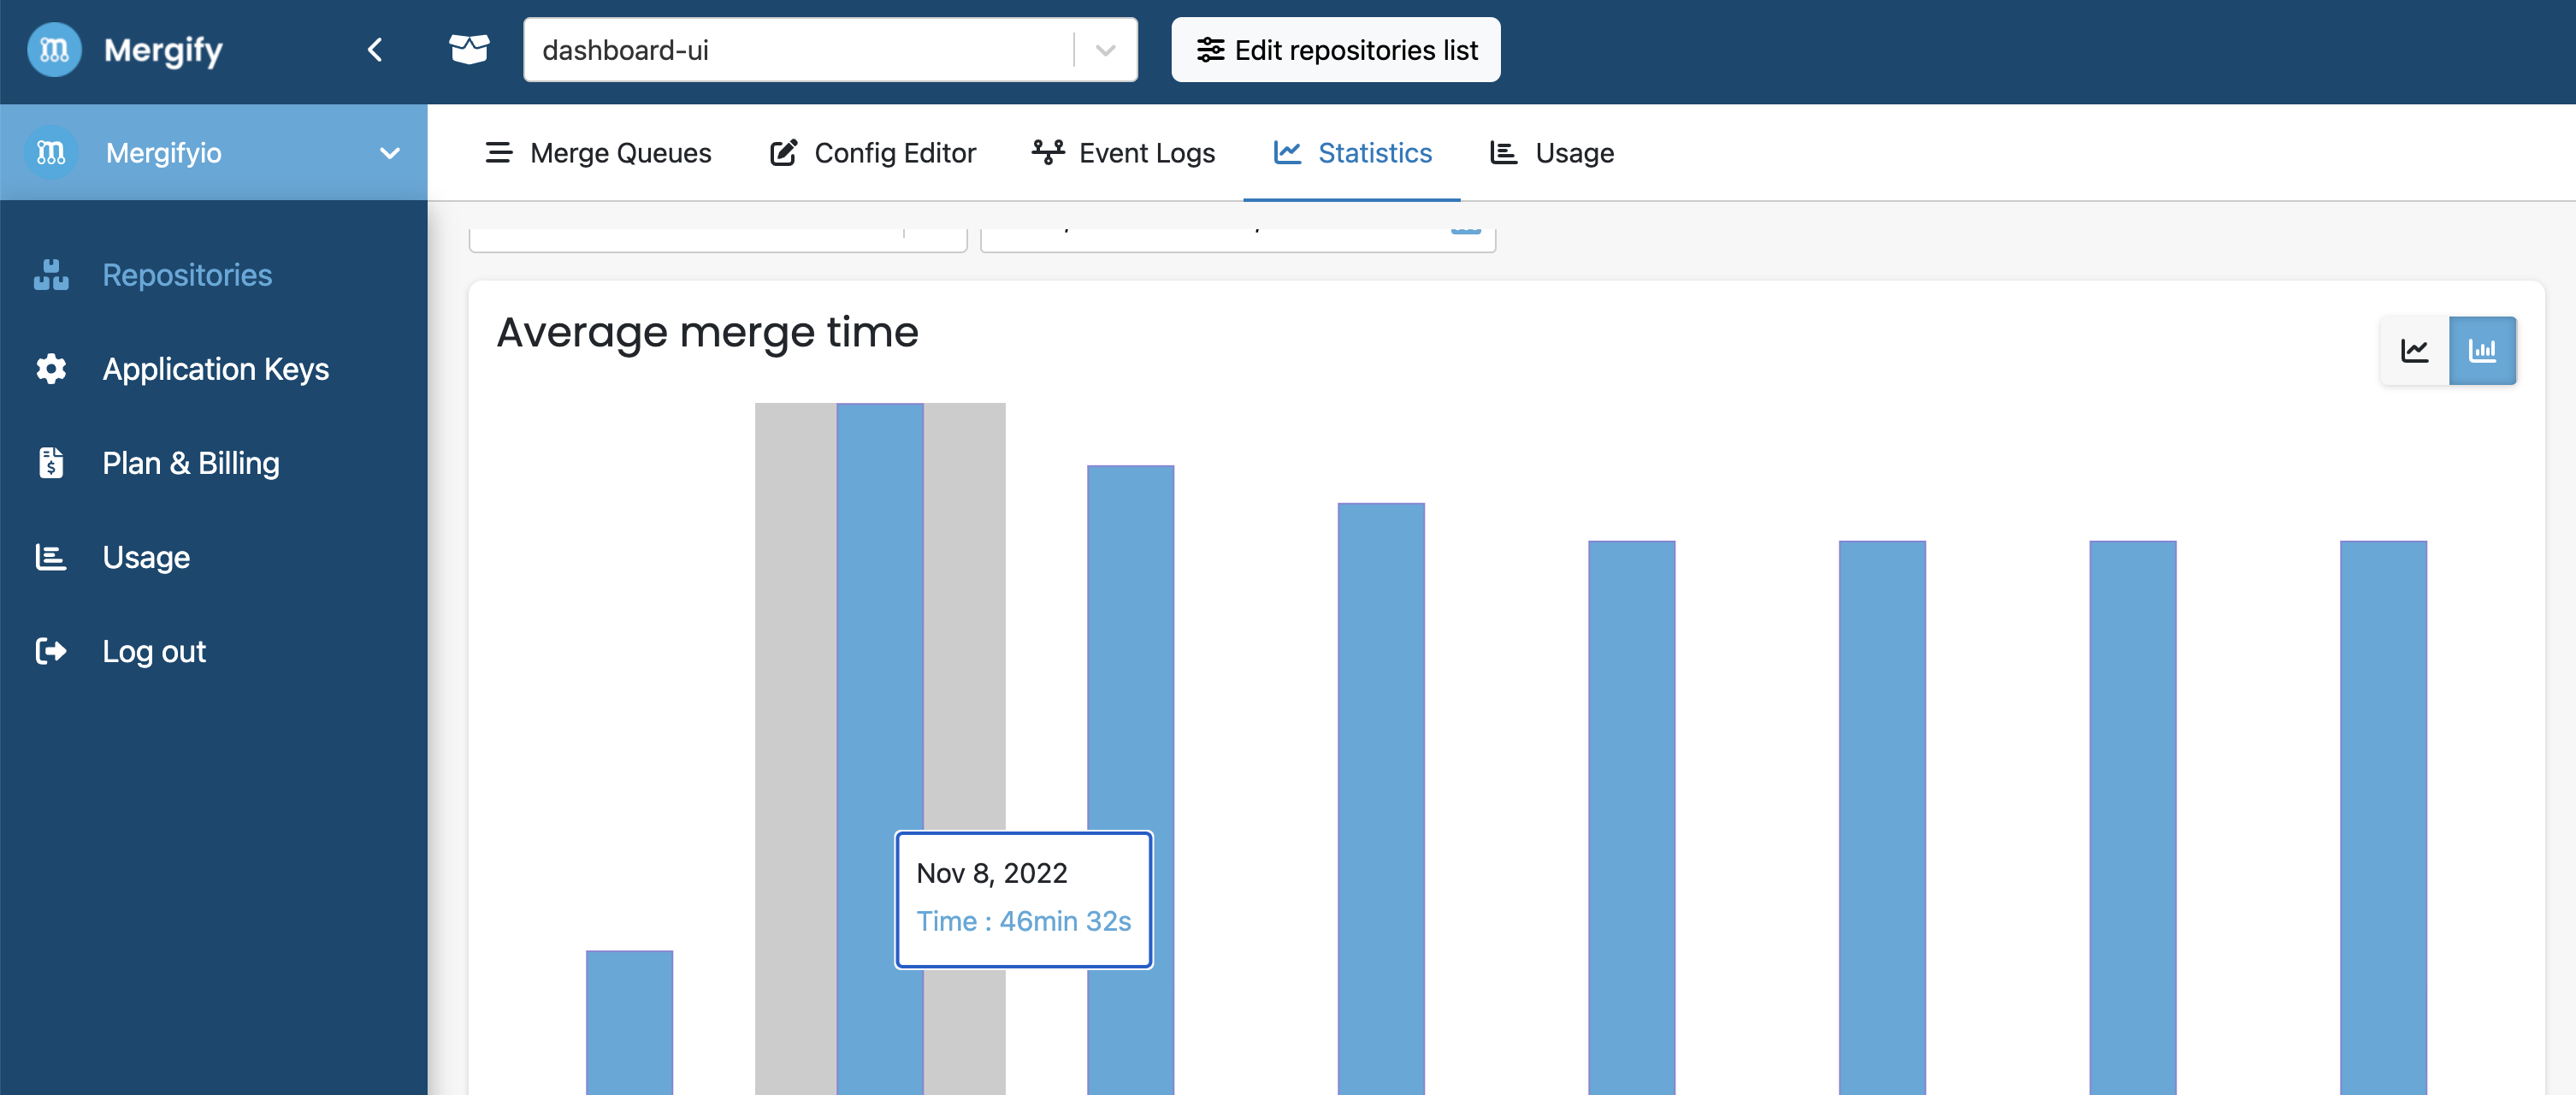 Mergify
dashboard-ui
Edit repositories list
Mergifyio
Merge Queues
Config Editor
Event Logs
Statistics
Usage
Repositories
Application Keys
Plan & Billing
Usage
Log out
Average merge time
Nov 8, 2022
Time : 46min 32s